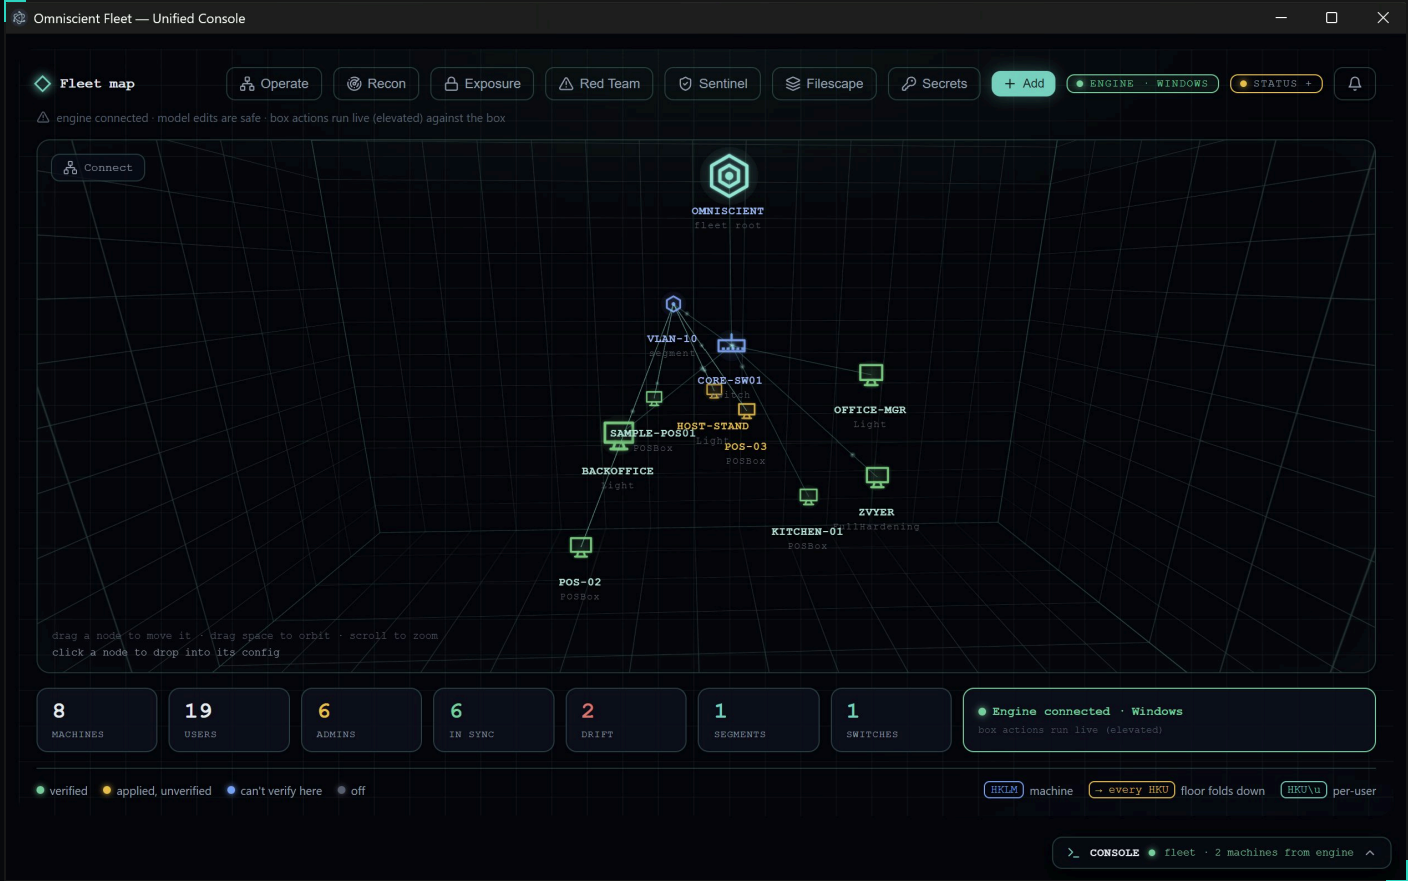 Omniscient Fleet — Unified Console
Fleet map
Operate
Recon
Exposure
Red Team
Sentinel
Filescape
Secrets
+ Add
ENGINE · WINDOWS
STATUS +
engine connected · model edits are safe · box actions run live (elevated) against the box
Connect
OMNISCIENT
fleet root
VLAN-10
segment
CORE-SW01
OFFICE-MGR
Light
HOST-STAND
Light
SAMPLE-POS01
POSBox
POS-03
POSBox
BACKOFFICE
Light
ZVYER
FullHardening
KITCHEN-01
POSBox
POS-02
POSBox
drag a node to move it · drag space to orbit · scroll to zoom
click a node to drop into its config
8
MACHINES
19
USERS
6
ADMINS
6
IN SYNC
2
DRIFT
1
SEGMENTS
1
SWITCHES
Engine connected · Windows
box actions run live (elevated)
verified
applied, unverified
can't verify here
off
HKLM machine
→ every HKU floor folds down
HKU\u per-user
CONSOLE fleet · 2 machines from engine